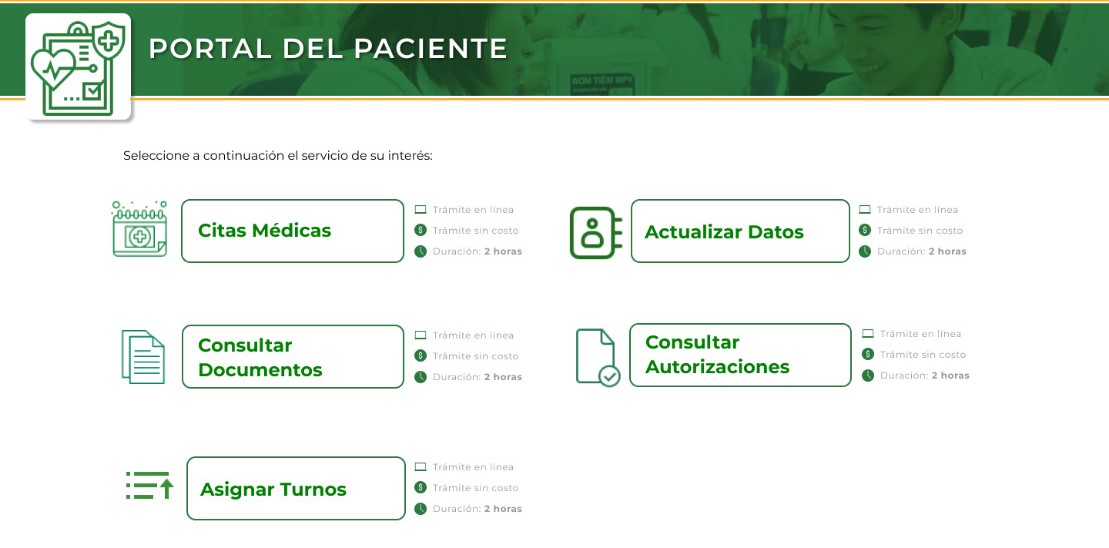 PORTAL DEL PACIENTE
BƠM TIÊM MPV
Seleccione a continuación el servicio de su interés:
Citas Médicas
Trámite en línea
Trámite sin costo
Duración: 2 horas
Actualizar Datos
Trámite en línea
Trámite sin costo
Duración: 2 horas
Consultar
Documentos
Trámite en línea
Trámite sin costo
Duración: 2 horas
Consultar
Autorizaciones
Trámite en línea
Trámite sin costo
Duración: 2 horas
Asignar Turnos
Trámite en línea
Trámite sin costo
Duración: 2 horas